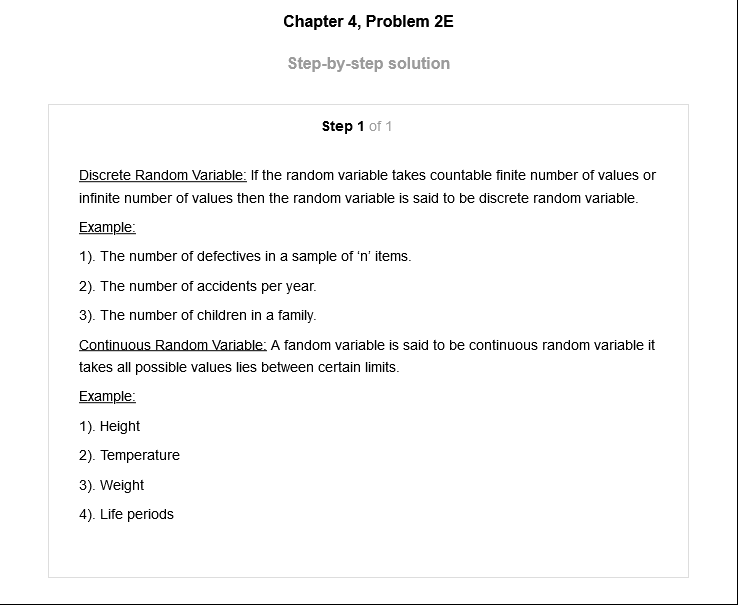 Chapter 4, Problem 2E
Step-by-step solution
Step 1 of 1
Discrete Random Variable: If the random variable takes countable finite number of values or
infinite number of values then the random variable is said to be discrete random variable.
Example:
1). The number of defectives in a sample of ‘n’ items.
2). The number of accidents per year.
3). The number of children in a family.
Continuous Random Variable: A fandom variable is said to be continuous random variable it
takes all possible values lies between certain limits.
Example:
1). Height
2). Temperature
3). Weight
4). Life periods